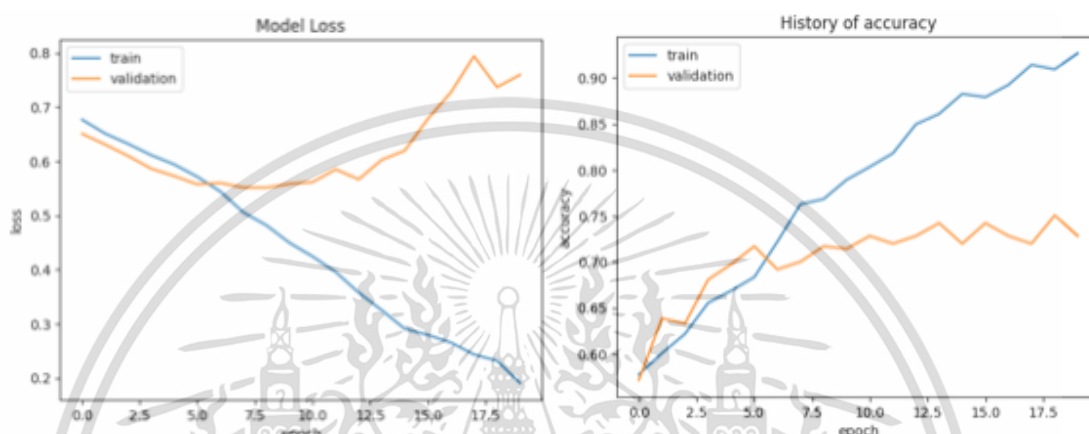 Model Loss
train
validation
0.8
0.7
0.6
0.5
0.4
0.3
0.2
loss
0.0 2.5 5.0 7.5 10.0 12.5 15.0 17.5
epoch
History of accuracy
train
validation
0.90
0.85
0.80
0.75
0.70
0.65
0.60
accuracy
0.0 2.5 5.0 7.5 10.0 12.5 15.0 17.5
epoch